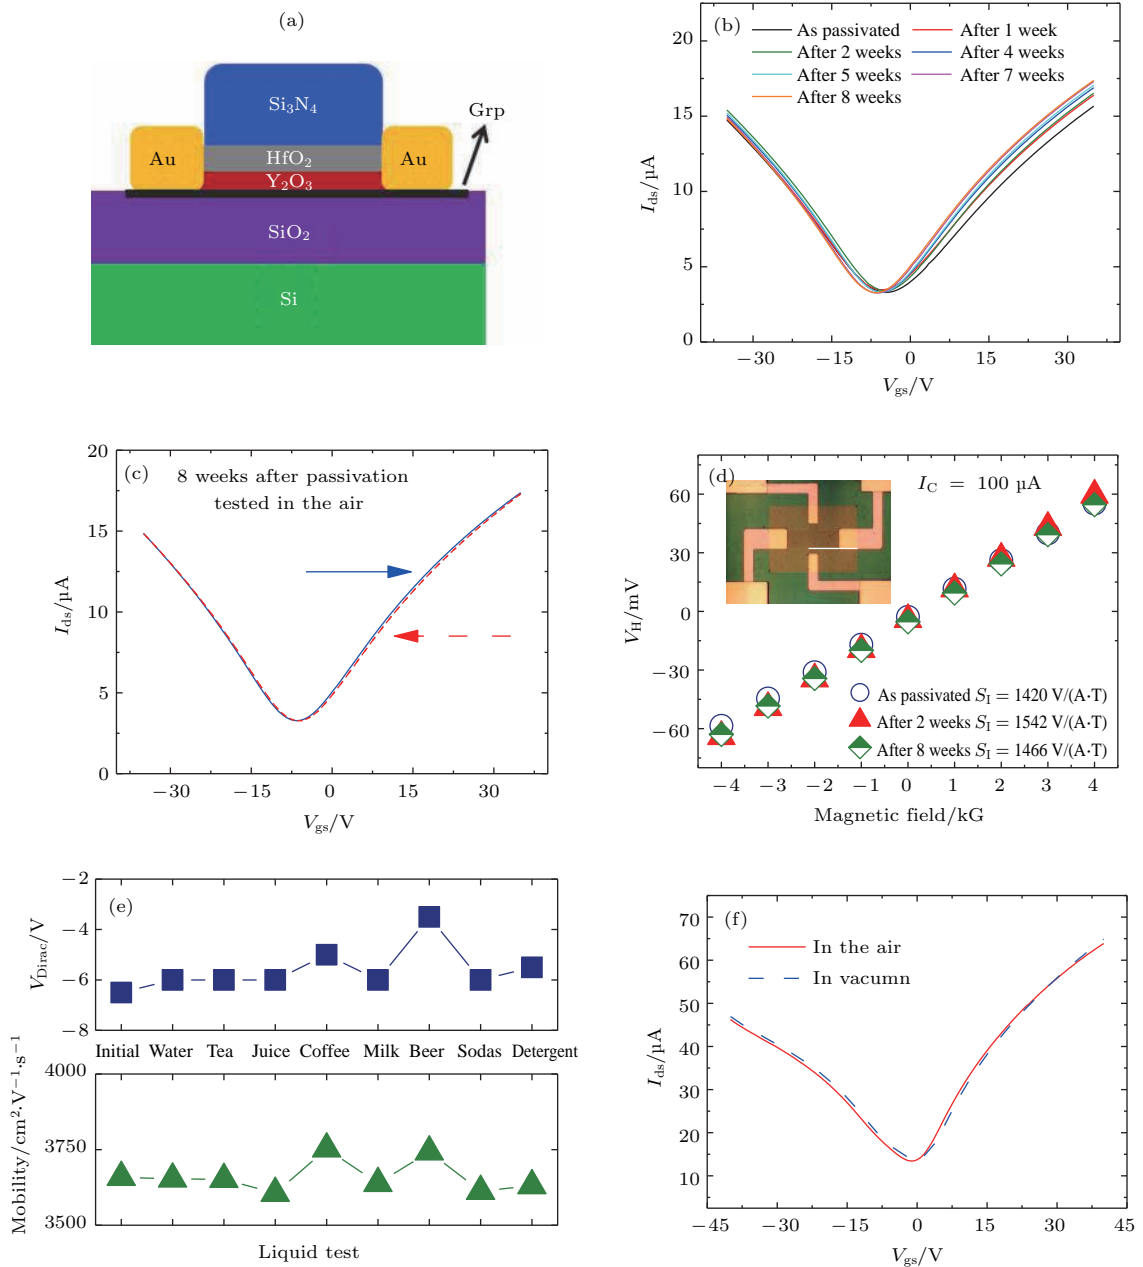 (a)
Si₃N₄
Grp
Au
HfO₂
Au
Y₂O₃
SiO₂
Si
(b)
As passivated
After 1 week
After 2 weeks
After 4 weeks
After 5 weeks
After 7 weeks
After 8 weeks
20
15
10
5
0
Ids/µA
−30 −15 0 15 30
Vgs/V
(c)
8 weeks after passivation
tested in the air
20
15
10
5
0
Ids/µA
−30 −15 0 15 30
Vgs/V
(d)
IC = 100 µA
60
30
0
−30
−60
VH/mV
As passivated SI = 1420 V/(A·T)
After 2 weeks SI = 1542 V/(A·T)
After 8 weeks SI = 1466 V/(A·T)
−4 −3 −2 −1 0 1 2 3 4
Magnetic field/kG
(e)
−2
−4
−6
−8
VDirac/V
Initial Water Tea Juice Coffee Milk Beer Sodas Detergent
4000
3750
3500
Mobility/cm²·V⁻¹·s⁻¹
Liquid test
(f)
In the air
In vacumn
70
60
50
40
30
20
10
Ids/µA
−45 −30 −15 0 15 30 45
Vgs/V